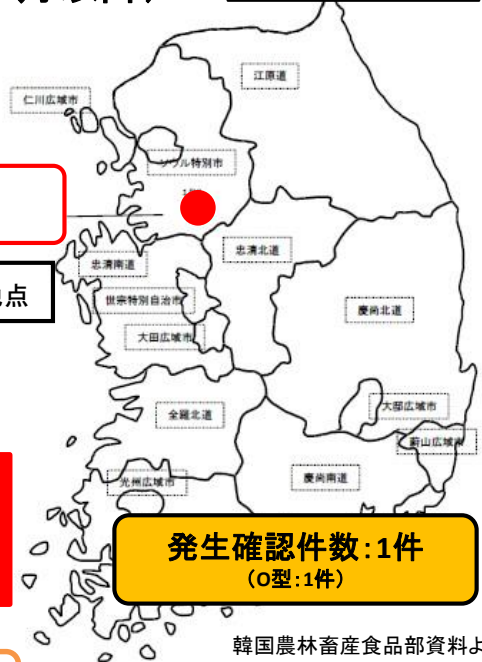 江原道
仁川広域市
ソウル特別市
忠清北道
忠清南道
地点
世宗特別自治市
慶尚北道
大田広域市
大邱広域市
全羅北道
蔚山広域市
慶尚南道
光州広域市
発生確認件数:1件
(O型:1件)
韓国農林畜産食品部資料よ